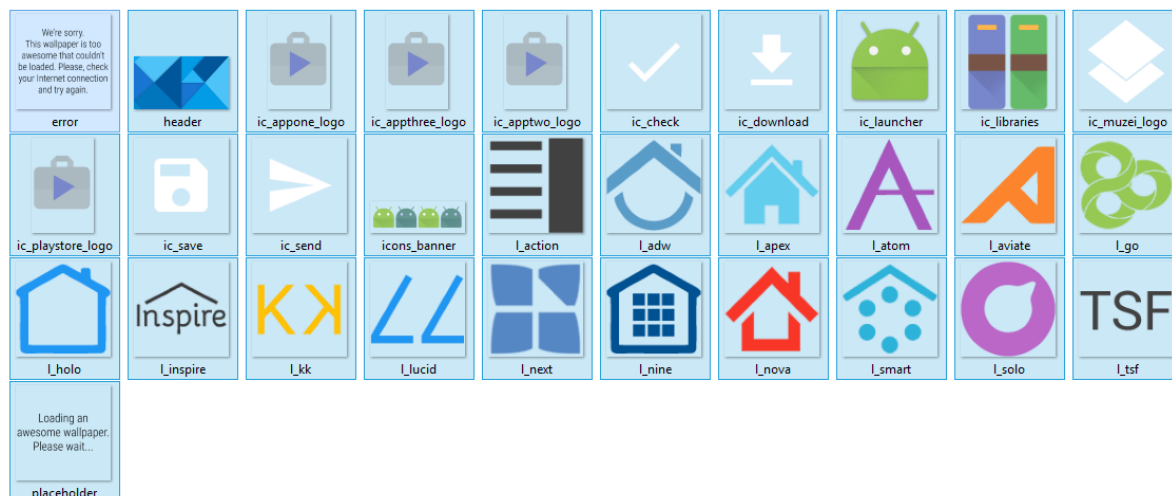 We're sorry.
This wallpaper is too
awesome that couldn't
be loaded. Please, check
your Internet connection
and try again.
error
header
ic_appone_logo
ic_appthree_logo
ic_apptwo_logo
ic_check
ic_download
ic_launcher
ic_libraries
ic_muzei_logo
ic_playstore_logo
ic_save
ic_send
icons_banner
l_action
l_adw
l_apex
l_atom
l_aviate
l_go
Inspire
KK
TSF
l_holo
l_inspire
l_kk
l_lucid
l_next
l_nine
l_nova
l_smart
l_solo
l_tsf
Loading an
awesome wallpaper.
Please wait...
placeholder